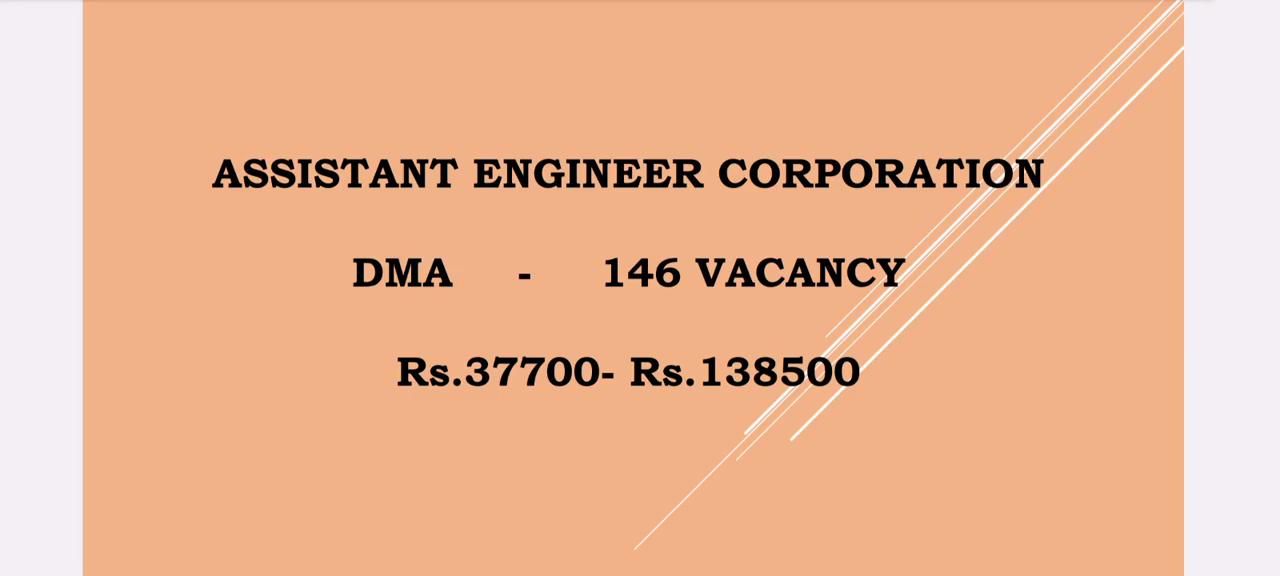 ASSISTANT ENGINEER CORPORATION
DMA - 146 VACANCY
Rs.37700- Rs.138500